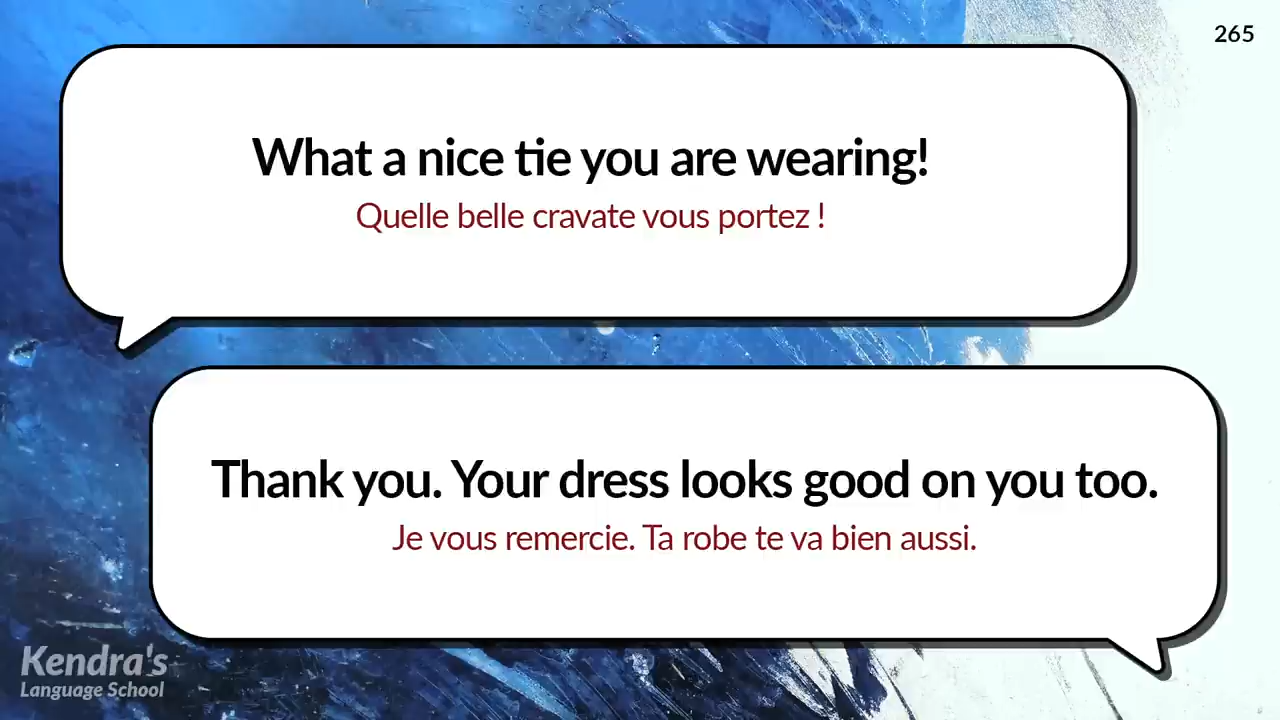 265
What a nice tie you are wearing!
Quelle belle cravate vous portez !
Thank you. Your dress looks good on you too.
Je vous remercie. Ta robe te va bien aussi.
Kendra's
Language School